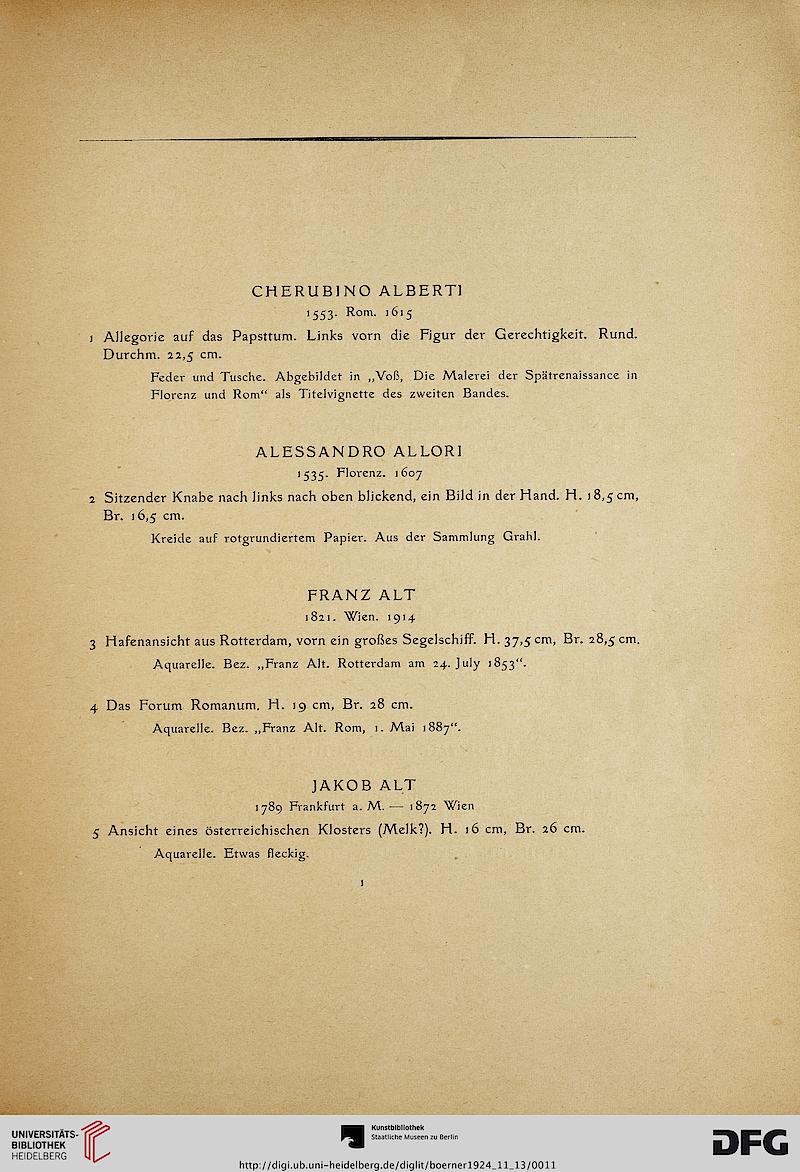 CHERUBINO ALBERTI
1553. Rom. 1615
1 Allegorie auf das Papsttum. Links vorn die Figur der Gerechtigkeit. Rund.
Durchm. 22,5 cm.
Feder und Tusche. Abgebildet in „Voß, Die Malerei der Spätrenaissance in
Florenz und Rom“ als Titelvignette des zweiten Bandes.
ALESSANDRO ALLORI
1535. Florenz. 1607
2 Sitzender Knabe nach links nach oben blickend, ein Bild in der Hand. H. 18,5 cm,
Br. 16,5 cm.
Kreide auf rotgrundiertem Papier. Aus der Sammlung Grahl.
FRANZ ALT
1821. Wien. 1914
3 Hafenansicht aus Rotterdam, vorn ein großes Segelschiff. H. 37,5 cm, Br. 28,5 cm.
Aquarelle. Bez. „Franz Alt. Rotterdam am 24. July 1853“.
4 Das Forum Romanum. H. 19 cm, Br. 28 cm.
Aquarelle. Bez. „Franz Alt. Rom, 1. Mai 1887“.
JAKOB ALT
1789 Frankfurt a. M. — 1872 Wien
5 Ansicht eines österreichischen Klosters (Melk?). H. 16 cm, Br. 26 cm.
Aquarelle. Etwas fleckig.
1
UNIVERSITÄTS-
BIBLIOTHEK
HEIDELBERG
Kunstbibliothek
Staatliche Museen zu Berlin
DFG
http://digi.ub.uni-heidelberg.de/diglit/boerner1924_11_13/0011